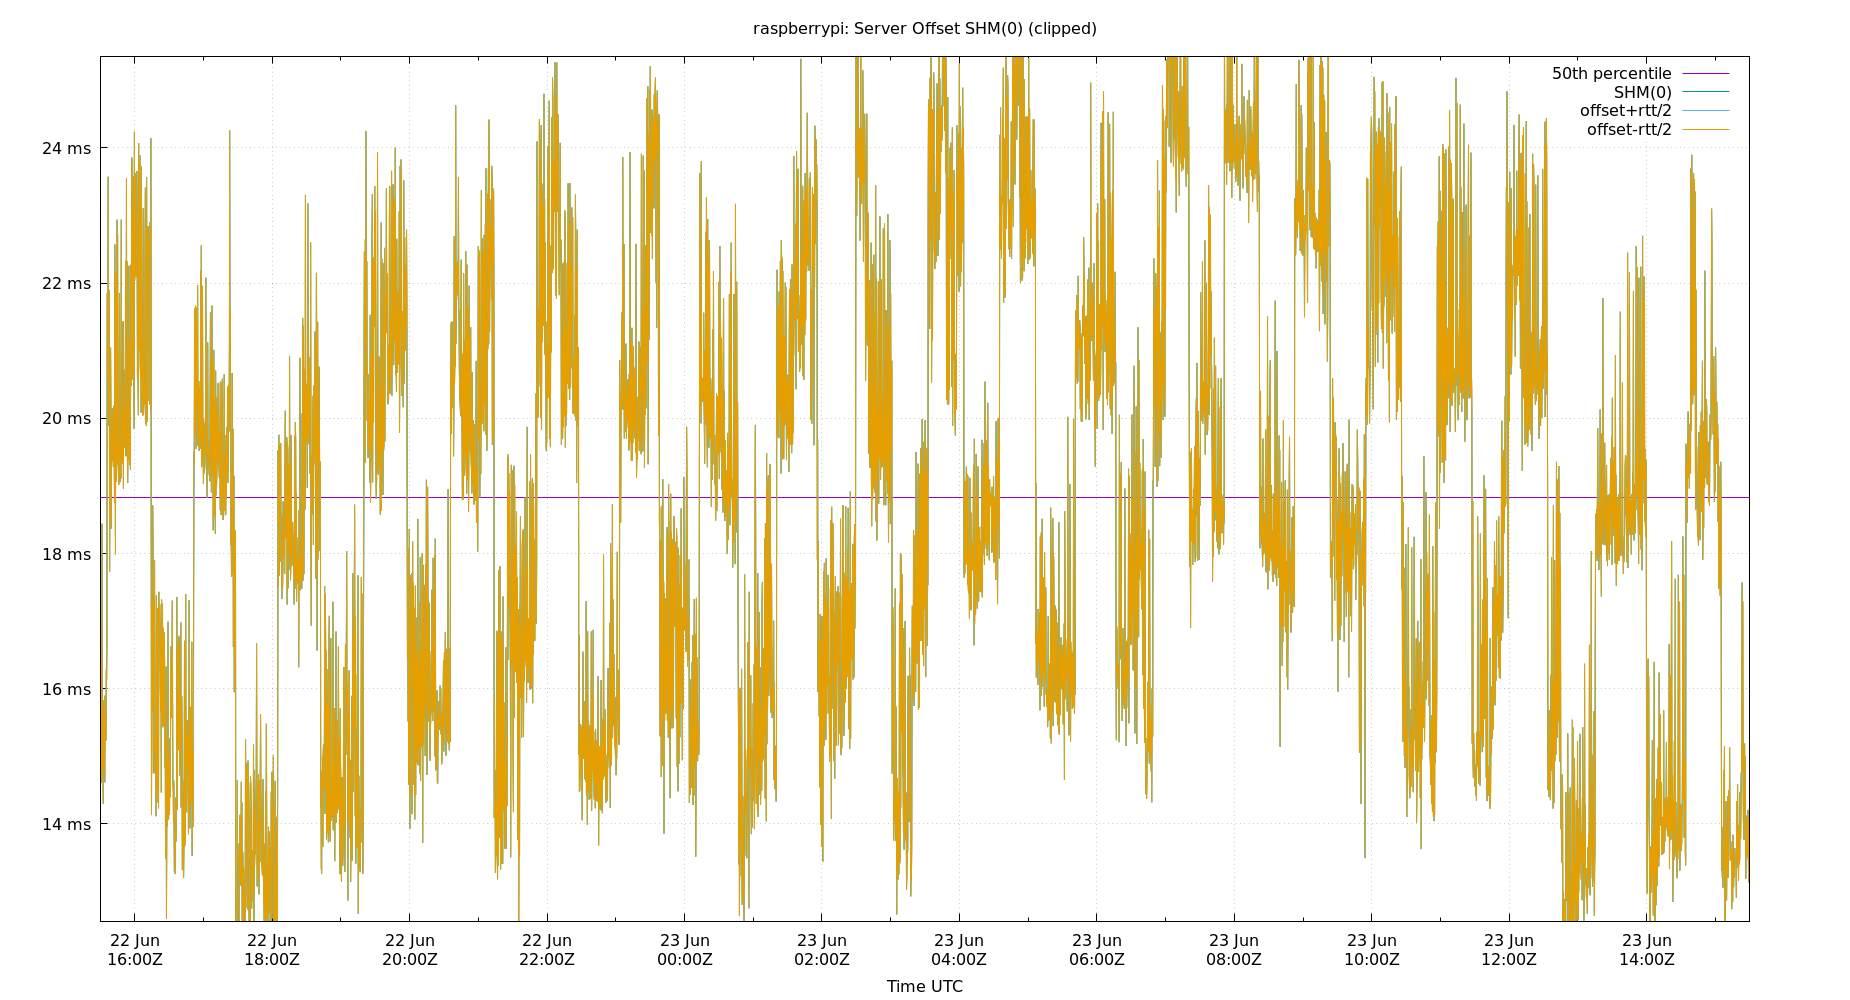 raspberrypi: Server Offset SHM(0) (clipped)
50th percentile
SHM(0)
offset+rtt/2
offset-rtt/2
24 ms
22 ms
20 ms
18 ms
16 ms
14 ms
22 Jun 22 Jun 22 Jun 22 Jun 23 Jun 23 Jun 23 Jun 23 Jun 23 Jun 23 Jun 23 Jun 23 Jun
16:00Z 18:00Z 20:00Z 22:00Z 00:00Z 02:00Z 04:00Z 06:00Z 08:00Z 10:00Z 12:00Z 14:00Z
Time UTC